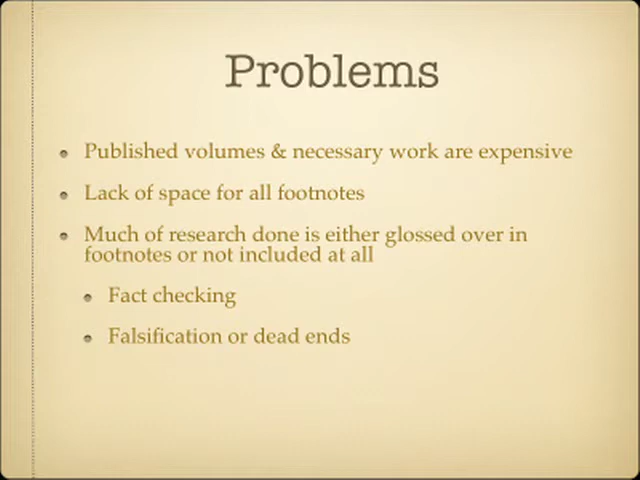 Problems
Published volumes & necessary work are expensive
Lack of space for all footnotes
Much of research done is either glossed over in
footnotes or not included at all
Fact checking
Falsification or dead ends